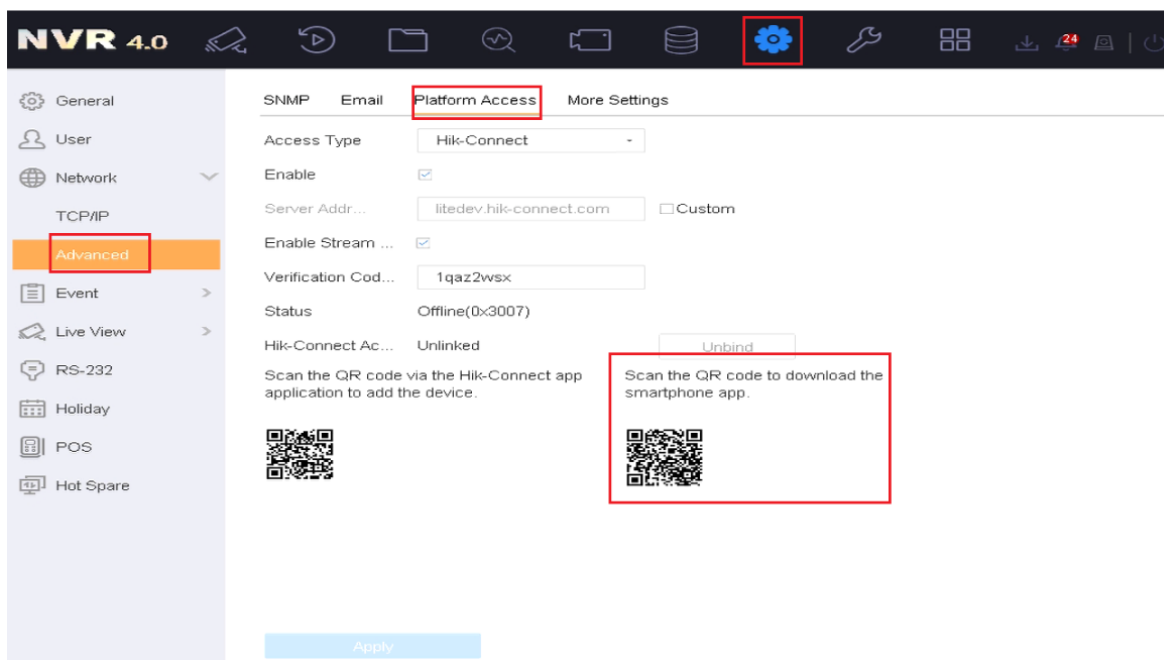 NVR 4.0
24
General
User
Network
TCP/IP
Advanced
Event
Live View
RS-232
Holiday
POS
Hot Spare
SNMP Email Platform Access More Settings
Access Type Hik-Connect
Enable
Server Addr... litedev.hik-connect.com Custom
Enable Stream ...
Verification Cod... 1qaz2wsx
Status Offline(0x3007)
Hik-Connect Ac... Unlinked Unbind
Scan the QR code via the Hik-Connect app
application to add the device.
Scan the QR code to download the
smartphone app.
Apply